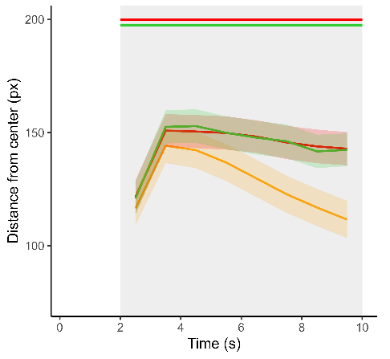 Distance from center (px)
200
150
100
0 2 4 6 8 10
Time (s)